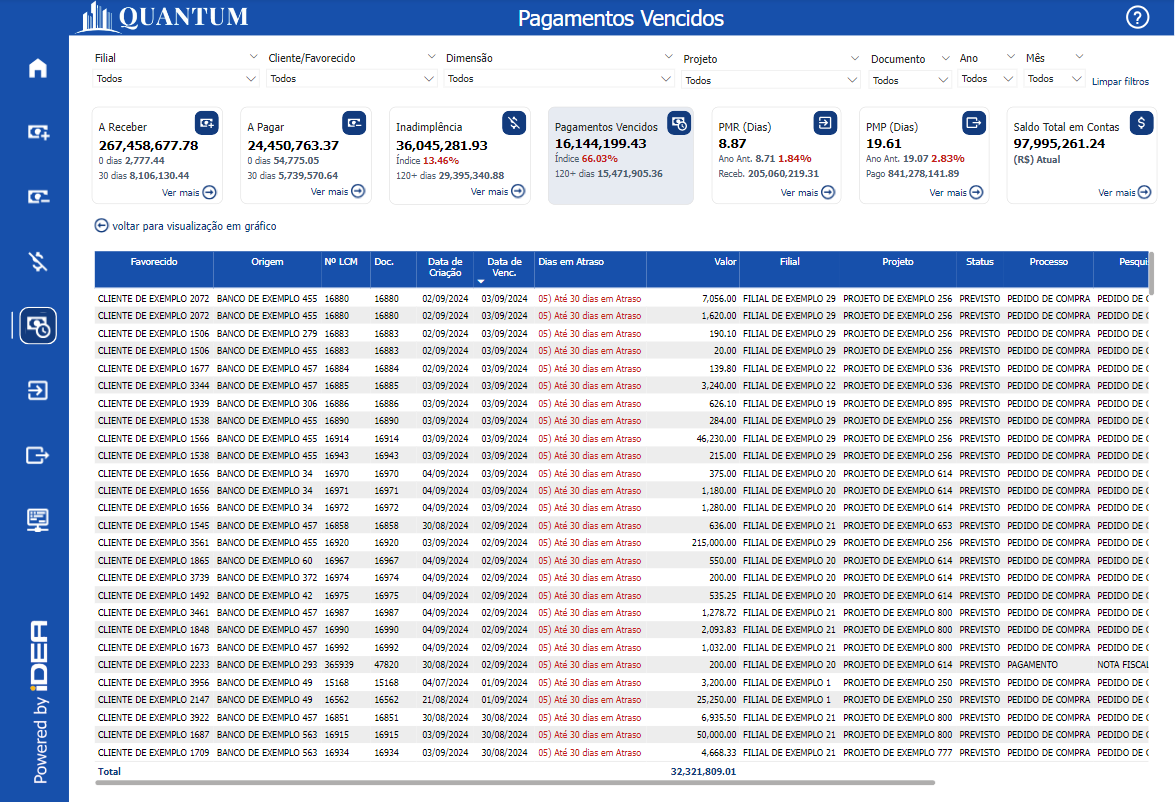 QUANTUM
Pagamentos Vencidos
?
Filial
Cliente/Favorecido
Dimensão
Projeto
Documento
Ano
Mês
Todos
Todos
Todos
Todos
Todos
Todos
Todos
Limpar filtros
A Receber
267,458,677.78
0 dias 2,777.44
30 dias 8,106,130.44
Ver mais
A Pagar
24,450,763.37
0 dias 54,775.05
30 dias 5,739,570.64
Ver mais
Inadimplência
36,045,281.93
Índice 13.46%
120+ dias 29,395,340.88
Ver mais
Pagamentos Vencidos
16,144,199.43
Índice 66.03%
120+ dias 15,471,905.36
PMR (Dias)
8.87
Ano Ant. 8.71 1.84%
Receb. 205,060,219.31
Ver mais
PMP (Dias)
19.61
Ano Ant. 19.07 2.83%
Pago 841,278,141.89
Ver mais
Saldo Total em Contas
97,995,261.24
(R$) Atual
Ver mais
voltar para visualização em gráfico
Favorecido Origem Nº LCM Doc. Data de Criação Data de Venc. Dias em Atraso Valor Filial Projeto Status Processo Pesqui
CLIENTE DE EXEMPLO 2072 BANCO DE EXEMPLO 455 16880 16880 02/09/2024 03/09/2024 05) Até 30 dias em Atraso 7,056.00 FILIAL DE EXEMPLO 29 PROJETO DE EXEMPLO 256 PREVISTO PEDIDO DE COMPRA PEDIDO DE C
CLIENTE DE EXEMPLO 2072 BANCO DE EXEMPLO 455 16880 16880 02/09/2024 03/09/2024 05) Até 30 dias em Atraso 1,620.00 FILIAL DE EXEMPLO 29 PROJETO DE EXEMPLO 256 PREVISTO PEDIDO DE COMPRA PEDIDO DE C
CLIENTE DE EXEMPLO 1506 BANCO DE EXEMPLO 279 16883 16883 02/09/2024 03/09/2024 05) Até 30 dias em Atraso 190.10 FILIAL DE EXEMPLO 29 PROJETO DE EXEMPLO 256 PREVISTO PEDIDO DE COMPRA PEDIDO DE C
CLIENTE DE EXEMPLO 1506 BANCO DE EXEMPLO 455 16883 16883 02/09/2024 03/09/2024 05) Até 30 dias em Atraso 20.00 FILIAL DE EXEMPLO 29 PROJETO DE EXEMPLO 256 PREVISTO PEDIDO DE COMPRA PEDIDO DE C
CLIENTE DE EXEMPLO 1677 BANCO DE EXEMPLO 457 16884 16884 02/09/2024 03/09/2024 05) Até 30 dias em Atraso 139.80 FILIAL DE EXEMPLO 22 PROJETO DE EXEMPLO 536 PREVISTO PEDIDO DE COMPRA PEDIDO DE C
CLIENTE DE EXEMPLO 3344 BANCO DE EXEMPLO 457 16885 16885 03/09/2024 03/09/2024 05) Até 30 dias em Atraso 3,240.00 FILIAL DE EXEMPLO 22 PROJETO DE EXEMPLO 536 PREVISTO PEDIDO DE COMPRA PEDIDO DE C
CLIENTE DE EXEMPLO 1939 BANCO DE EXEMPLO 306 16886 16886 03/09/2024 03/09/2024 05) Até 30 dias em Atraso 626.10 FILIAL DE EXEMPLO 19 PROJETO DE EXEMPLO 895 PREVISTO PEDIDO DE COMPRA PEDIDO DE C
CLIENTE DE EXEMPLO 1538 BANCO DE EXEMPLO 455 16890 16890 03/09/2024 03/09/2024 05) Até 30 dias em Atraso 284.00 FILIAL DE EXEMPLO 29 PROJETO DE EXEMPLO 256 PREVISTO PEDIDO DE COMPRA PEDIDO DE C
CLIENTE DE EXEMPLO 1566 BANCO DE EXEMPLO 455 16914 16914 03/09/2024 03/09/2024 05) Até 30 dias em Atraso 46,230.00 FILIAL DE EXEMPLO 29 PROJETO DE EXEMPLO 256 PREVISTO PEDIDO DE COMPRA PEDIDO DE C
CLIENTE DE EXEMPLO 1538 BANCO DE EXEMPLO 455 16943 16943 03/09/2024 03/09/2024 05) Até 30 dias em Atraso 215.00 FILIAL DE EXEMPLO 29 PROJETO DE EXEMPLO 256 PREVISTO PEDIDO DE COMPRA PEDIDO DE C
CLIENTE DE EXEMPLO 1656 BANCO DE EXEMPLO 34 16970 16970 04/09/2024 03/09/2024 05) Até 30 dias em Atraso 375.00 FILIAL DE EXEMPLO 20 PROJETO DE EXEMPLO 614 PREVISTO PEDIDO DE COMPRA PEDIDO DE C
CLIENTE DE EXEMPLO 1656 BANCO DE EXEMPLO 34 16971 16971 04/09/2024 03/09/2024 05) Até 30 dias em Atraso 1,180.00 FILIAL DE EXEMPLO 20 PROJETO DE EXEMPLO 614 PREVISTO PEDIDO DE COMPRA PEDIDO DE C
CLIENTE DE EXEMPLO 1656 BANCO DE EXEMPLO 34 16972 16972 04/09/2024 03/09/2024 05) Até 30 dias em Atraso 1,280.00 FILIAL DE EXEMPLO 20 PROJETO DE EXEMPLO 614 PREVISTO PEDIDO DE COMPRA PEDIDO DE C
CLIENTE DE EXEMPLO 1545 BANCO DE EXEMPLO 457 16858 16858 30/08/2024 02/09/2024 05) Até 30 dias em Atraso 636.00 FILIAL DE EXEMPLO 21 PROJETO DE EXEMPLO 653 PREVISTO PEDIDO DE COMPRA PEDIDO DE C
CLIENTE DE EXEMPLO 3561 BANCO DE EXEMPLO 455 16920 16920 03/09/2024 02/09/2024 05) Até 30 dias em Atraso 215,000.00 FILIAL DE EXEMPLO 29 PROJETO DE EXEMPLO 256 PREVISTO PEDIDO DE COMPRA PEDIDO DE C
CLIENTE DE EXEMPLO 1865 BANCO DE EXEMPLO 60 16967 16967 04/09/2024 02/09/2024 05) Até 30 dias em Atraso 550.00 FILIAL DE EXEMPLO 20 PROJETO DE EXEMPLO 614 PREVISTO PEDIDO DE COMPRA PEDIDO DE C
CLIENTE DE EXEMPLO 3739 BANCO DE EXEMPLO 372 16974 16974 04/09/2024 02/09/2024 05) Até 30 dias em Atraso 200.00 FILIAL DE EXEMPLO 20 PROJETO DE EXEMPLO 614 PREVISTO PEDIDO DE COMPRA PEDIDO DE C
CLIENTE DE EXEMPLO 1492 BANCO DE EXEMPLO 42 16975 16975 04/09/2024 02/09/2024 05) Até 30 dias em Atraso 535.25 FILIAL DE EXEMPLO 20 PROJETO DE EXEMPLO 614 PREVISTO PEDIDO DE COMPRA PEDIDO DE C
CLIENTE DE EXEMPLO 3461 BANCO DE EXEMPLO 457 16987 16987 04/09/2024 02/09/2024 05) Até 30 dias em Atraso 1,278.72 FILIAL DE EXEMPLO 21 PROJETO DE EXEMPLO 800 PREVISTO PEDIDO DE COMPRA PEDIDO DE C
CLIENTE DE EXEMPLO 1848 BANCO DE EXEMPLO 457 16990 16990 04/09/2024 02/09/2024 05) Até 30 dias em Atraso 2,093.83 FILIAL DE EXEMPLO 21 PROJETO DE EXEMPLO 800 PREVISTO PEDIDO DE COMPRA PEDIDO DE C
CLIENTE DE EXEMPLO 1673 BANCO DE EXEMPLO 457 16992 16992 04/09/2024 02/09/2024 05) Até 30 dias em Atraso 1,032.00 FILIAL DE EXEMPLO 21 PROJETO DE EXEMPLO 800 PREVISTO PEDIDO DE COMPRA PEDIDO DE C
CLIENTE DE EXEMPLO 2233 BANCO DE EXEMPLO 293 365939 47820 30/08/2024 02/09/2024 05) Até 30 dias em Atraso 200.00 FILIAL DE EXEMPLO 20 PROJETO DE EXEMPLO 614 PREVISTO PAGAMENTO NOTA FISCAL
CLIENTE DE EXEMPLO 3956 BANCO DE EXEMPLO 49 15168 15168 04/07/2024 01/09/2024 05) Até 30 dias em Atraso 3,200.00 FILIAL DE EXEMPLO 1 PROJETO DE EXEMPLO 250 PREVISTO PEDIDO DE COMPRA PEDIDO DE C
CLIENTE DE EXEMPLO 2147 BANCO DE EXEMPLO 49 16562 16562 21/08/2024 01/09/2024 05) Até 30 dias em Atraso 25,250.00 FILIAL DE EXEMPLO 1 PROJETO DE EXEMPLO 250 PREVISTO PEDIDO DE COMPRA PEDIDO DE C
CLIENTE DE EXEMPLO 3922 BANCO DE EXEMPLO 457 16851 16851 30/08/2024 30/08/2024 05) Até 30 dias em Atraso 6,935.50 FILIAL DE EXEMPLO 21 PROJETO DE EXEMPLO 800 PREVISTO PEDIDO DE COMPRA PEDIDO DE C
CLIENTE DE EXEMPLO 1687 BANCO DE EXEMPLO 563 16915 16915 03/09/2024 30/08/2024 05) Até 30 dias em Atraso 50,000.00 FILIAL DE EXEMPLO 21 PROJETO DE EXEMPLO 800 PREVISTO PEDIDO DE COMPRA PEDIDO DE C
CLIENTE DE EXEMPLO 1709 BANCO DE EXEMPLO 563 16934 16934 03/09/2024 30/08/2024 05) Até 30 dias em Atraso 4,668.33 FILIAL DE EXEMPLO 21 PROJETO DE EXEMPLO 777 PREVISTO PEDIDO DE COMPRA PEDIDO DE C
Total 32,321,809.01
Powered by iDEA